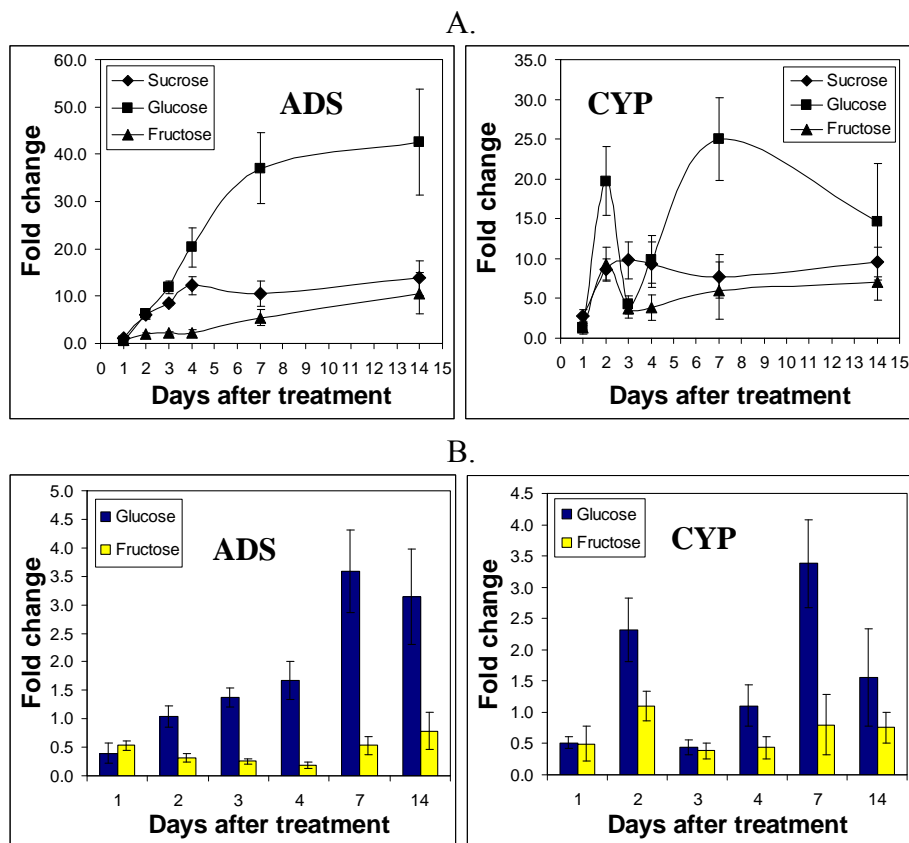 A.
60.0
50.0
40.0
30.0
20.0
10.0
0.0
Fold change
Sucrose
Glucose
Fructose
ADS
0 1 2 3 4 5 6 7 8 9 10 11 12 13 14 15
Days after treatment
35.0
30.0
25.0
20.0
15.0
10.0
5.0
0.0
Fold change
CYP
Sucrose
Glucose
Fructose
0 1 2 3 4 5 6 7 8 9 10 11 12 13 14 15
Days after treatment
B.
5.0
4.5
4.0
3.5
3.0
2.5
2.0
1.5
1.0
0.5
0.0
Fold change
Glucose
Fructose
ADS
1 2 3 4 7 14
Days after treatment
4.5
4.0
3.5
3.0
2.5
2.0
1.5
1.0
0.5
0.0
Fold change
Glucose
Fructose
CYP
1 2 3 4 7 14
Days after treatment